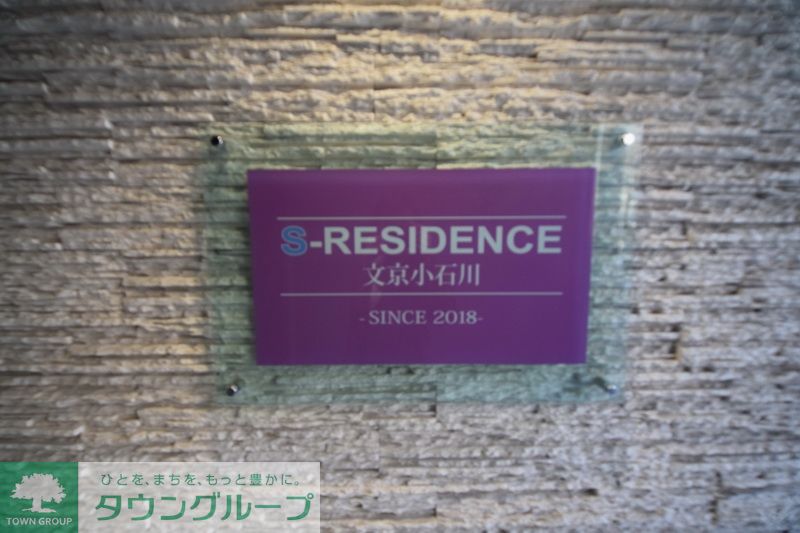 S-RESIDENCE
文京小石川
-SINCE 2018-
ひとを、まちを、もっと豊かに。
タウングループ
TOWN GROUP